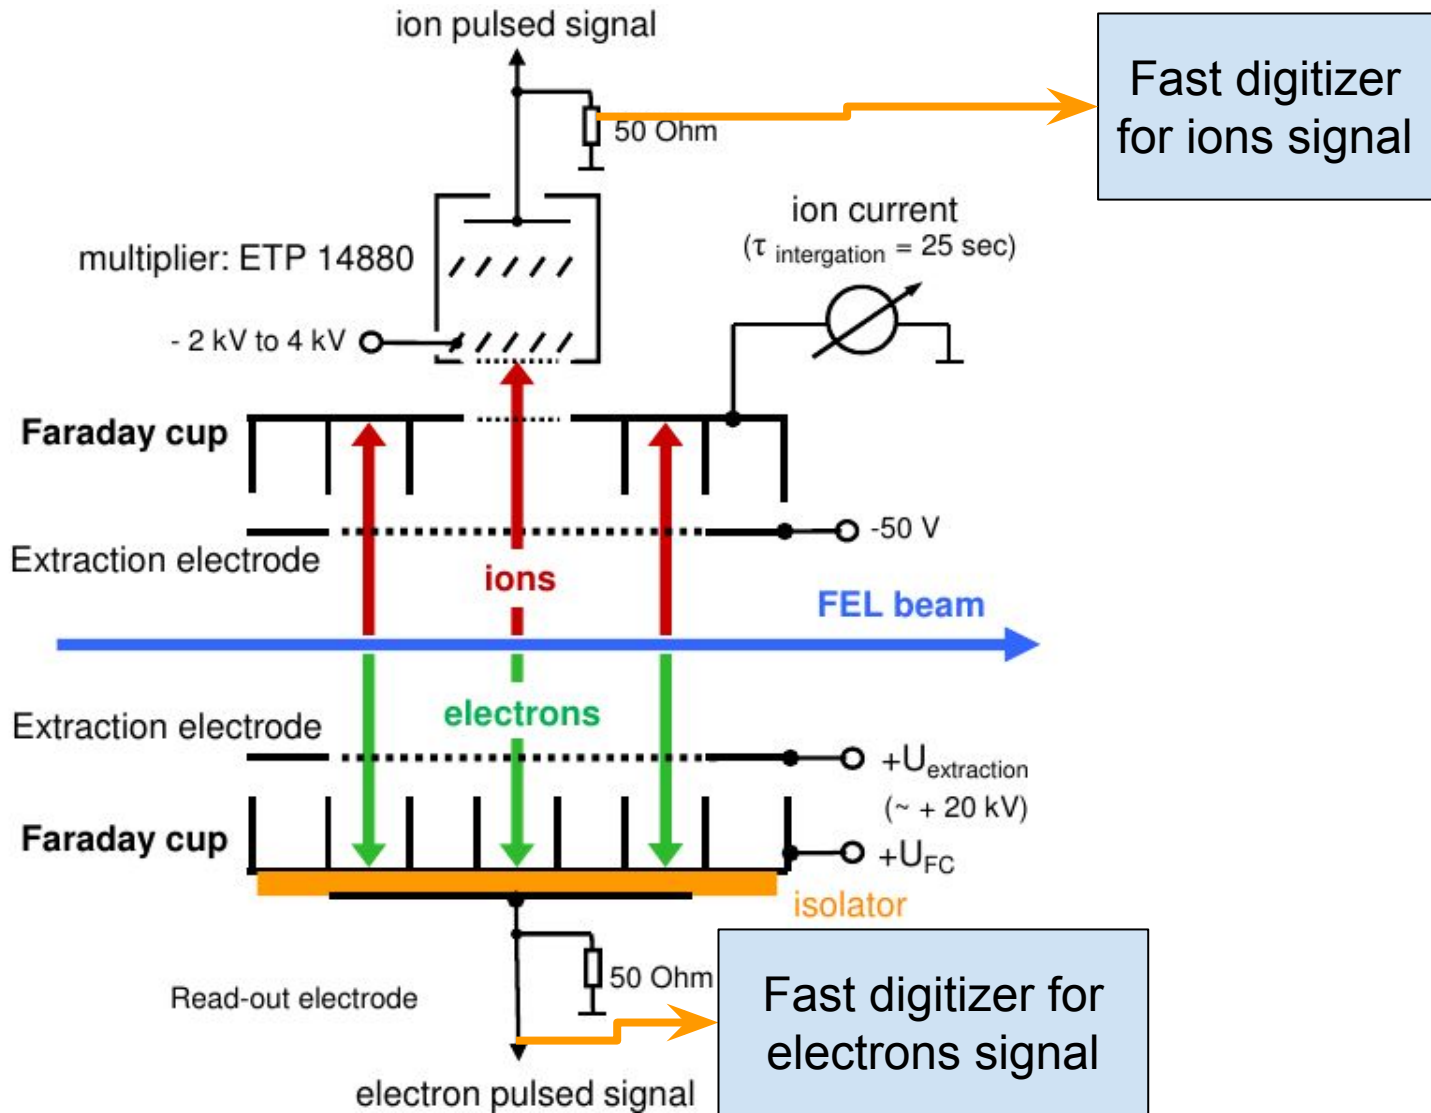 ion pulsed signal
Fast digitizer
for ions signal
50 Ohm
ion current
(τ intergation = 25 sec)
multiplier: ETP 14880
- 2 kV to 4 kV
Faraday cup
-50 V
Extraction electrode
ions
FEL beam
Extraction electrode
electrons
+Uextraction
(~ + 20 kV)
Faraday cup
+UFC
isolator
50 Ohm
Read-out electrode
Fast digitizer for
electrons signal
electron pulsed signal